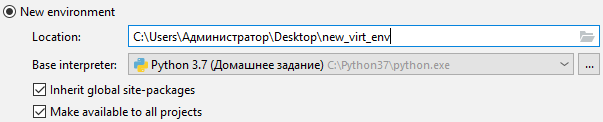 New environment
Location: C:\Users\Администратор\Desktop\new_virt_env
Base interpreter: Python 3.7 (Домашнее задание) C:\Python37\python.exe ...
Inherit global site-packages
Make available to all projects